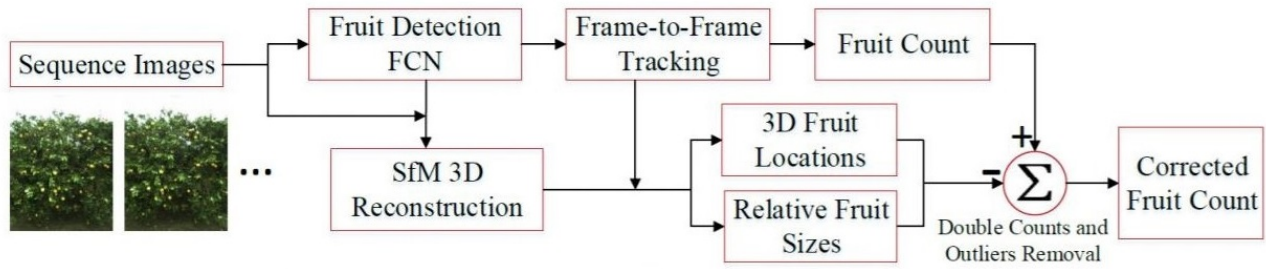 Sequence Images
Fruit Detection
FCN
Frame-to-Frame
Tracking
Fruit Count
...
SfM 3D
Reconstruction
3D Fruit
Locations
Relative Fruit
Sizes
+
-
Σ
Double Counts and
Outliers Removal
Corrected
Fruit Count